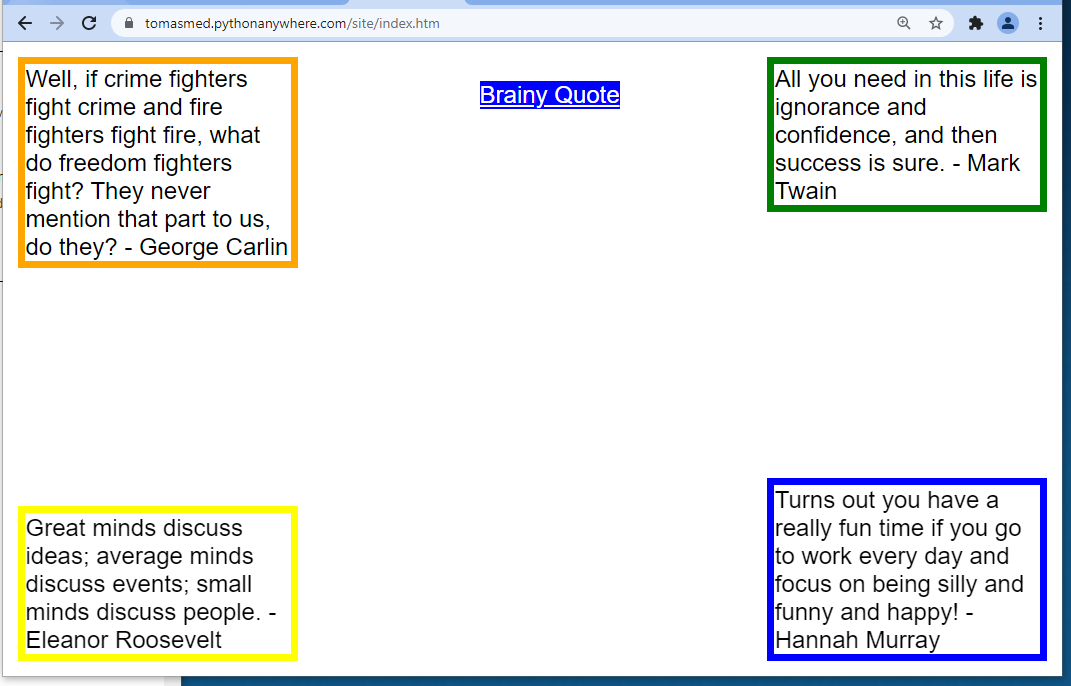 tomasmed.pythonanywhere.com/site/index.htm
Well, if crime fighters
fight crime and fire
fighters fight fire, what
do freedom fighters
fight? They never
mention that part to us,
do they? - George Carlin
Brainy Quote
All you need in this life is
ignorance and
confidence, and then
success is sure. - Mark
Twain
Great minds discuss
ideas; average minds
discuss events; small
minds discuss people. -
Eleanor Roosevelt
Turns out you have a
really fun time if you go
to work every day and
focus on being silly and
funny and happy! -
Hannah Murray